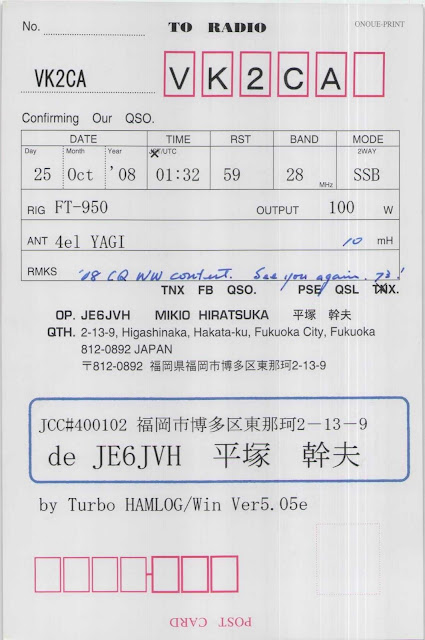 No. TO RADIO ONOUE-PRINT
VK2CA VK2CA
Confirming Our QSO.
DATE TIME RST BAND MODE
Day Month Year JST/UTC 2WAY
25 Oct '08 01:32 59 28 MHz SSB
RIG FT-950 OUTPUT 100 W
ANT 4el YAGI 10 mH
RMKS '08 CQ WW contest. See you again. 73!
TNX FB QSO. PSE QSL TNX.
OP. JE6JVH MIKIO HIRATSUKA 平塚 幹夫
QTH. 2-13-9, Higashinaka, Hakata-ku, Fukuoka City, Fukuoka
812-0892 JAPAN
〒812-0892 福岡県福岡市博多区東那珂2-13-9
JCC#400102 福岡市博多区東那珂2−13−9
de JE6JVH 平塚 幹夫
by Turbo HAMLOG/Win Ver5.05e
POST CARD